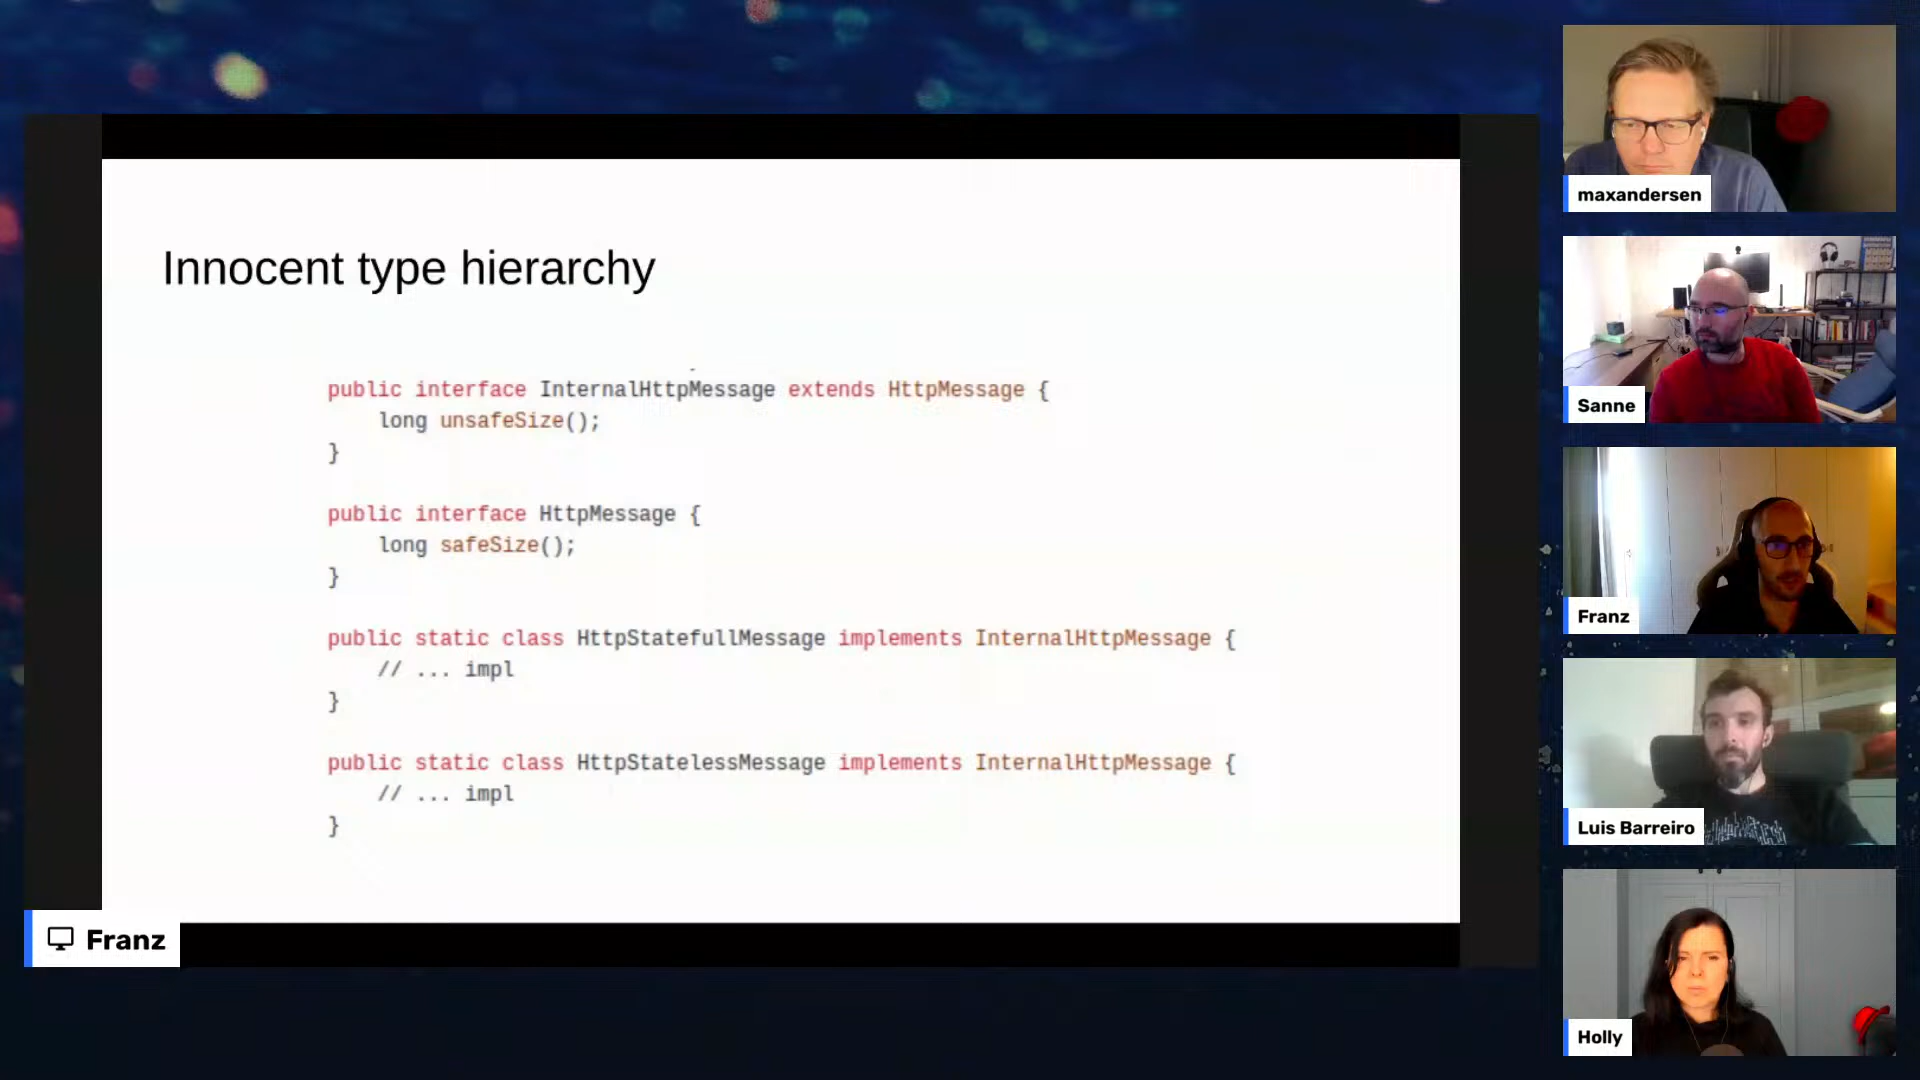 Innocent type hierarchy
public interface InternalHttpMessage extends HttpMessage {
long unsafeSize();
}
public interface HttpMessage {
long safeSize();
}
public static class HttpStatefullMessage implements InternalHttpMessage {
// ... impl
}
public static class HttpStatelessMessage implements InternalHttpMessage {
// ... impl
}
Franz
maxandersen
Sanne
Franz
Luis Barreiro
Holly